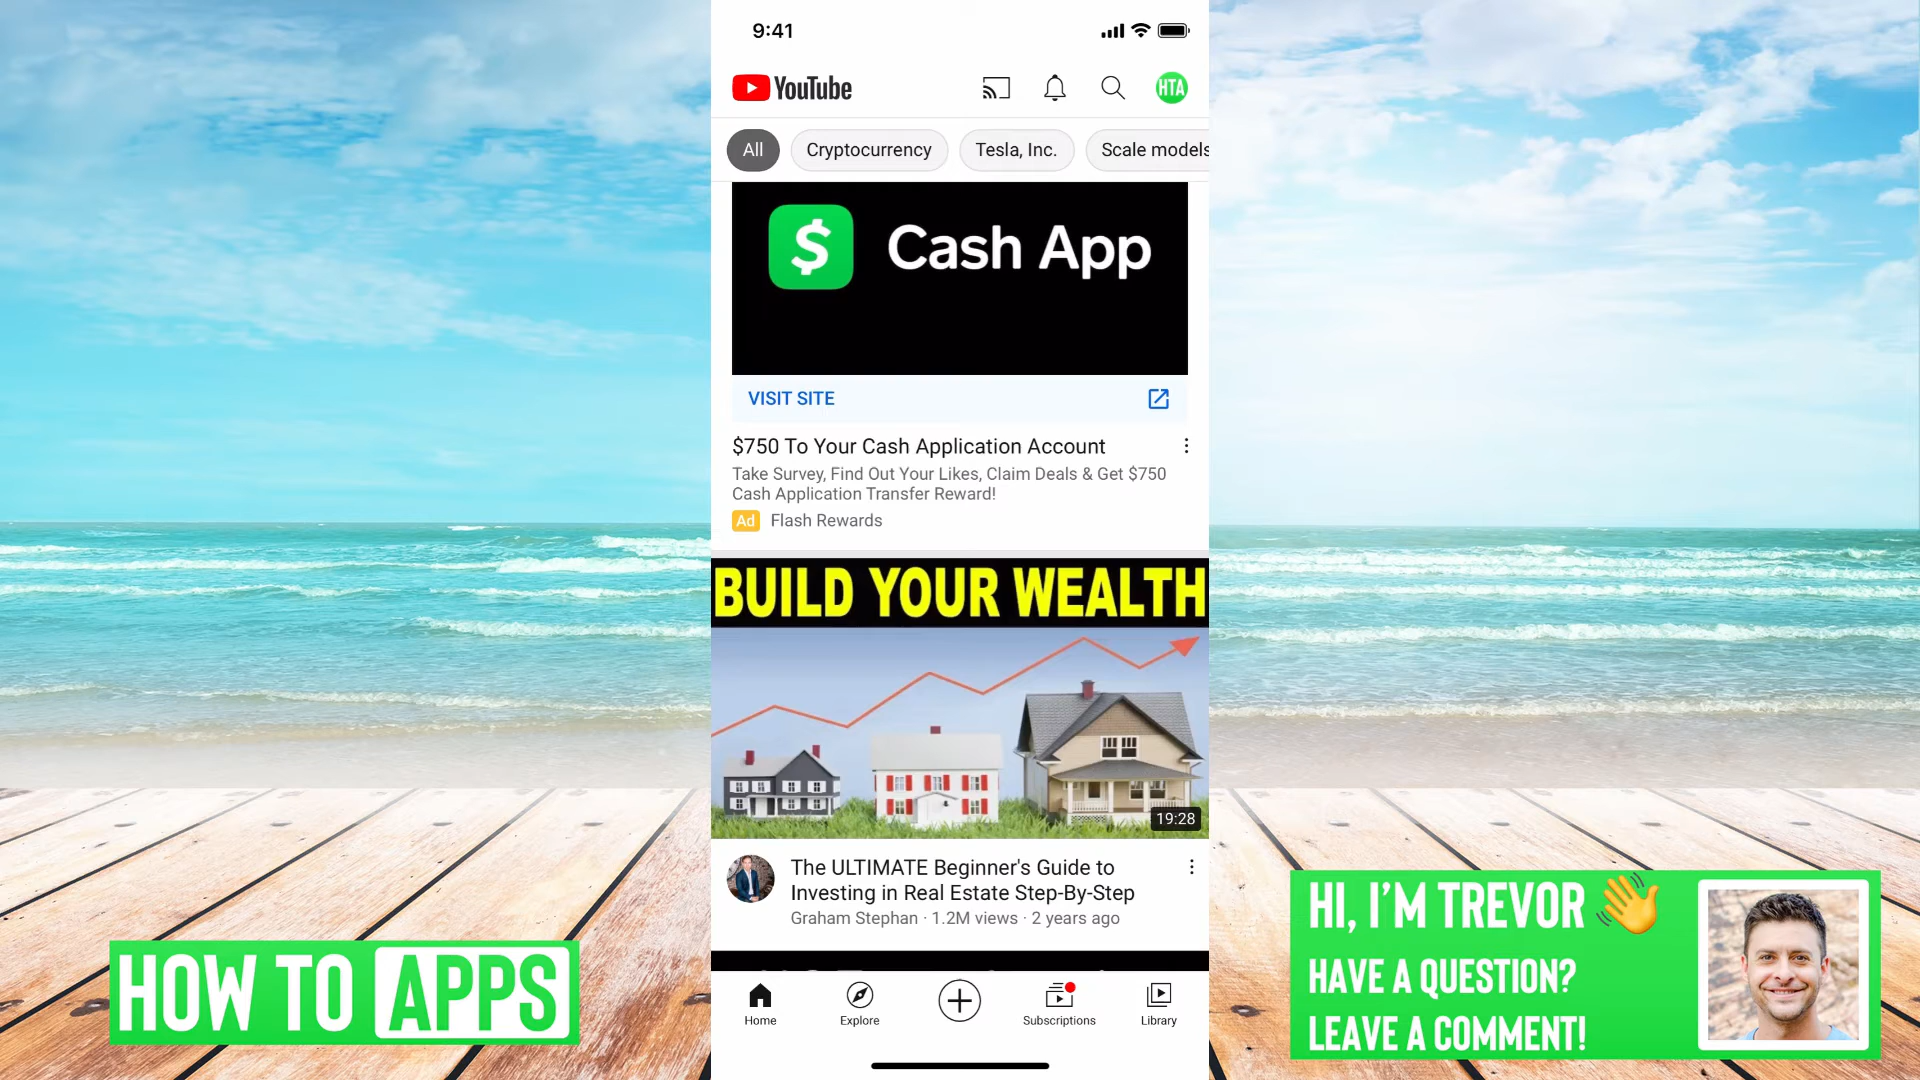 9:41
YouTube
HTA
All
Cryptocurrency
Tesla, Inc.
Scale models
$ Cash App
VISIT SITE
$750 To Your Cash Application Account
Take Survey, Find Out Your Likes, Claim Deals & Get $750
Cash Application Transfer Reward!
Ad Flash Rewards
BUILD YOUR WEALTH
19:28
The ULTIMATE Beginner's Guide to
Investing in Real Estate Step-By-Step
Graham Stephan · 1.2M views · 2 years ago
Home
Explore
Subscriptions
Library
HOW TO APPS
HI, I'M TREVOR 👋
HAVE A QUESTION?
LEAVE A COMMENT!